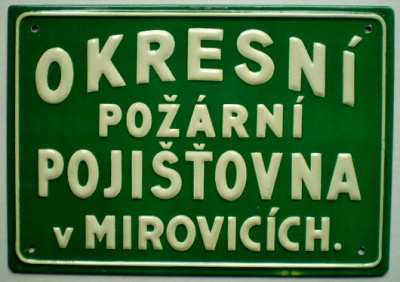 OKRESNÍ
POŽÁRNÍ
POJIŠŤOVNA
V MIROVICÍCH.